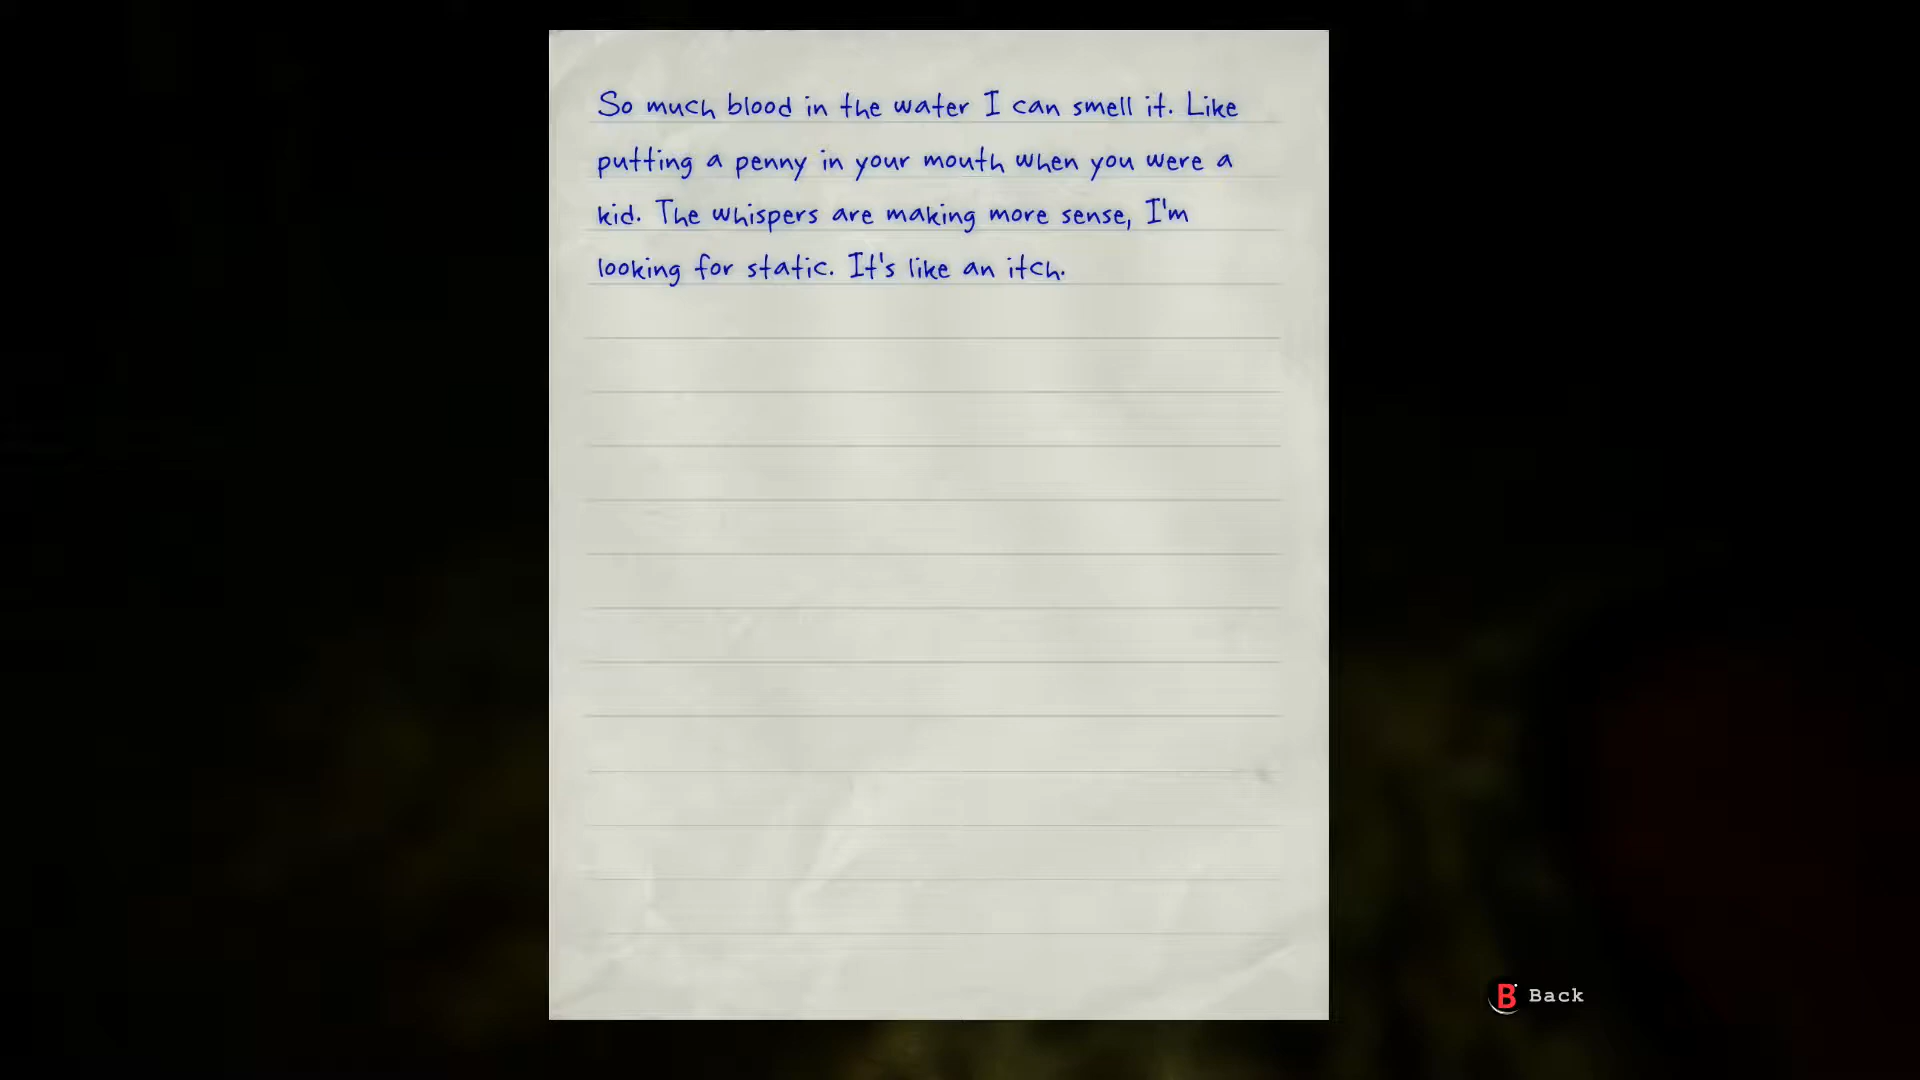 So much blood in the water I can smell it. Like
putting a penny in your mouth when you were a
kid. The whispers are making more sense, I'm
looking for static. It's like an itch.
B Back